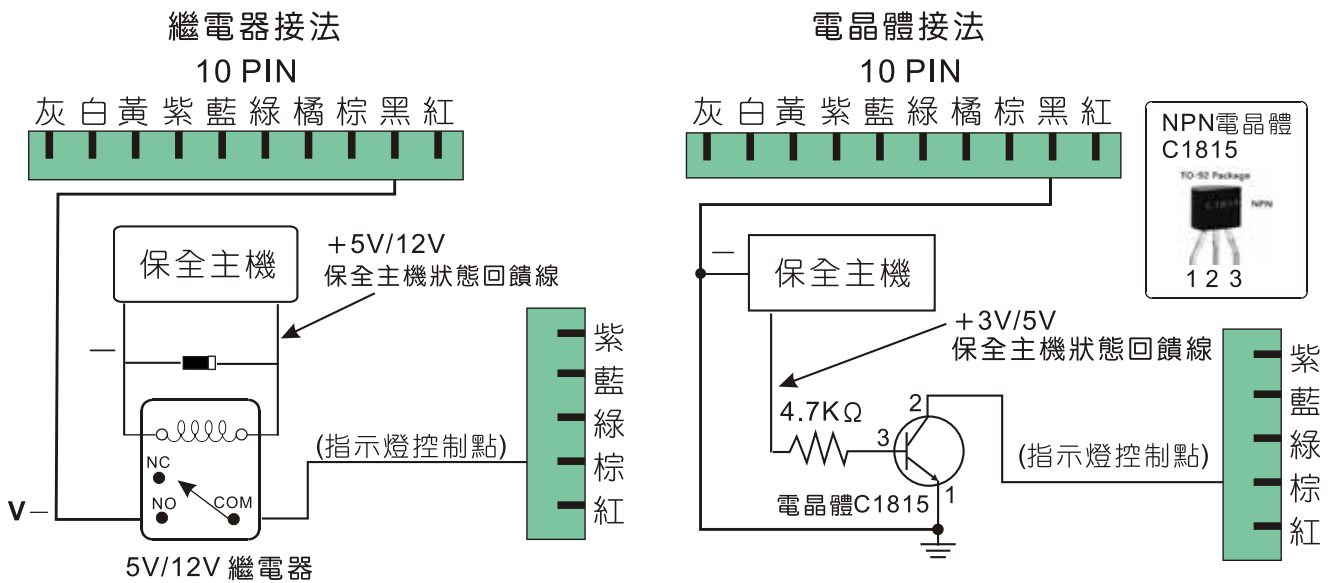 繼電器接法
10 PIN
灰 白 黃 紫 藍 綠 橘 棕 黑 紅
保全主機
+5V/12V
保全主機狀態回饋線
—
紫
藍
綠
棕
紅
(指示燈控制點)
NC
NO
COM
V—
5V/12V 繼電器
電晶體接法
10 PIN
灰 白 黃 紫 藍 綠 橘 棕 黑 紅
NPN電晶體
C1815
TO-92 Package
C1815
NPN
1 2 3
—
保全主機
+3V/5V
保全主機狀態回饋線
4.7KΩ
2
3
1
電晶體C1815
(指示燈控制點)
紫
藍
綠
棕
紅